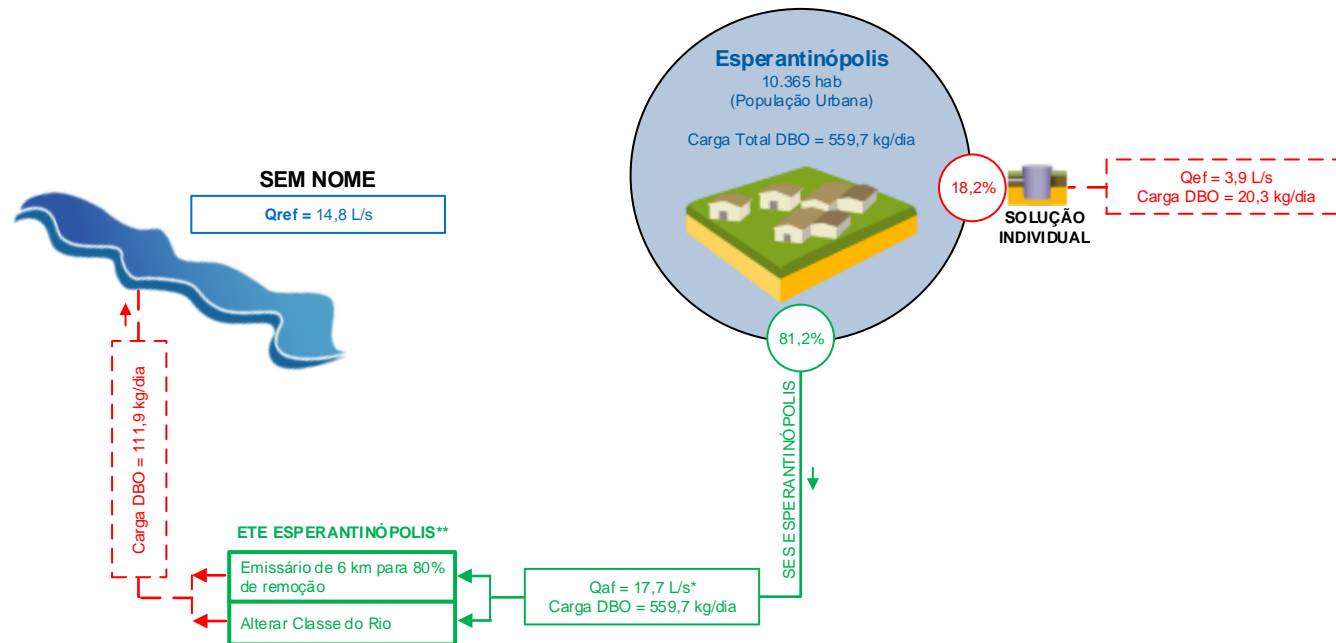 Esperantinópolis
10.365 hab
(População Urbana)
Carga Total DBO = 559,7 kg/dia
SEM NOME
Qref = 14,8 L/s
18,2%
SOLUÇÃO
INDIVIDUAL
Qef = 3,9 L/s
Carga DBO = 20,3 kg/dia
81,2%
SES ESPERANTINÓPOLIS
Carga DBO = 111,9 kg/dia
ETE ESPERANTINÓPOLIS**
Emissário de 6 km para 80%
de remoção
Alterar Classe do Rio
Qaf = 17,7 L/s*
Carga DBO = 559,7 kg/dia